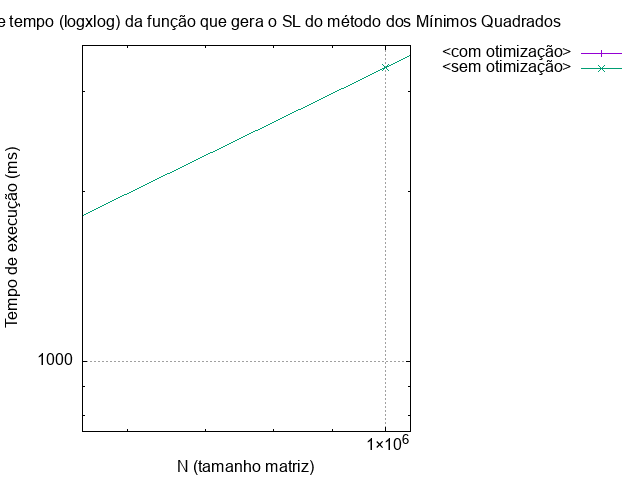 e tempo (logxlog) da função que gera o SL do método dos Mínimos Quadrados
<com otimização>
<sem otimização>
Tempo de execução (ms)
1000
1×10⁶
N (tamanho matriz)